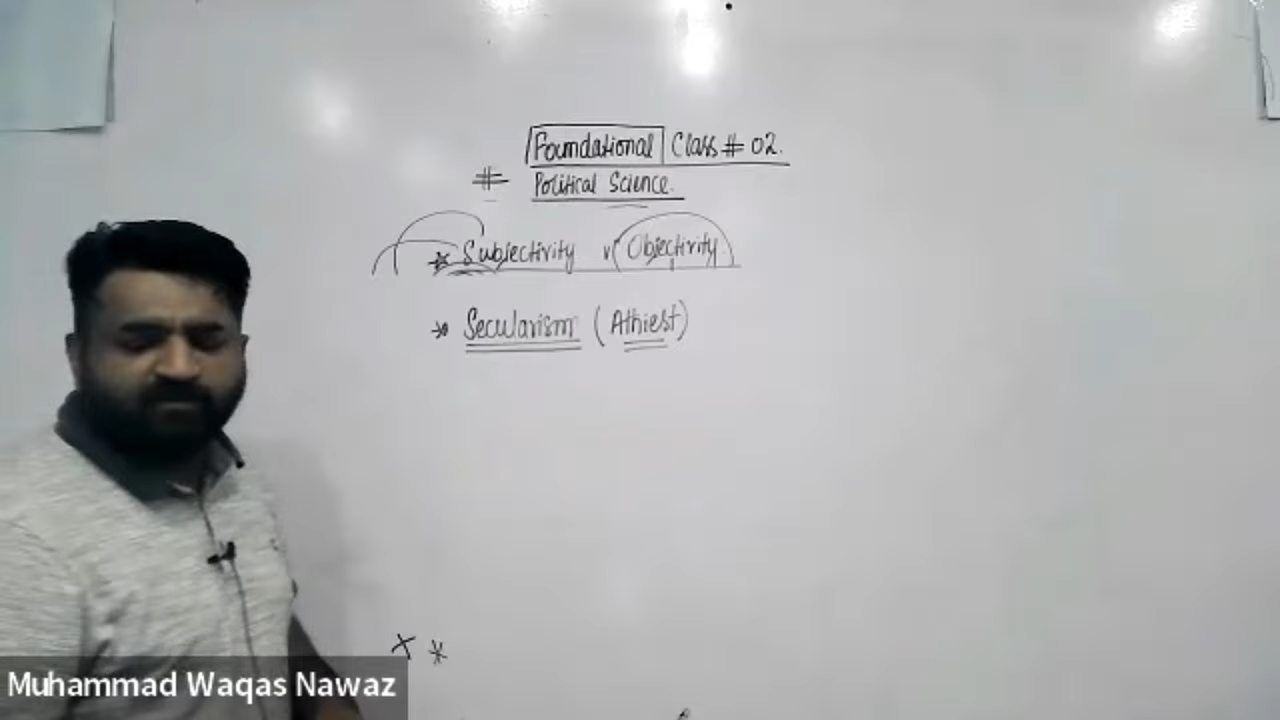 Foundational Class # 02.
# Political Science.
* Subjectivity v Objectivity.
→ Secularism (Athiest)
x *
Muhammad Waqas Nawaz